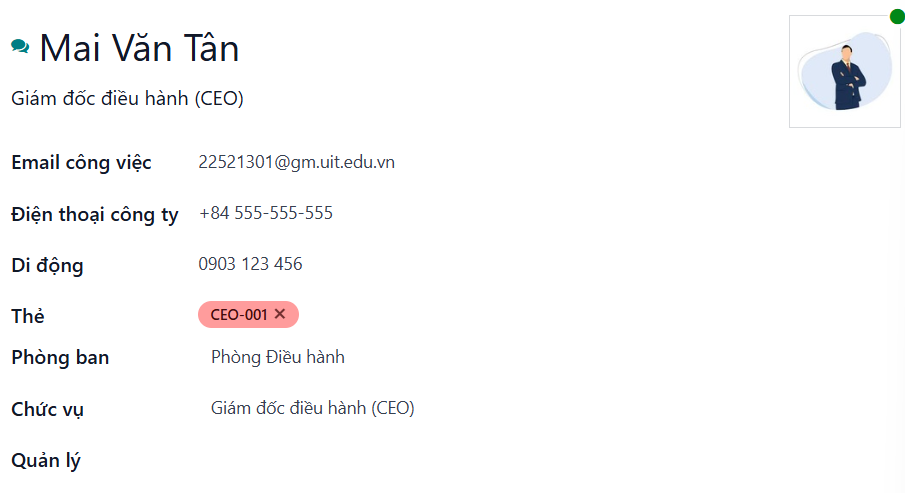 Mai Văn Tân
Giám đốc điều hành (CEO)
Email công việc 22521301@gm.uit.edu.vn
Điện thoại công ty +84 555-555-555
Di động 0903 123 456
Thẻ CEO-001 ✕
Phòng ban Phòng Điều hành
Chức vụ Giám đốc điều hành (CEO)
Quản lý